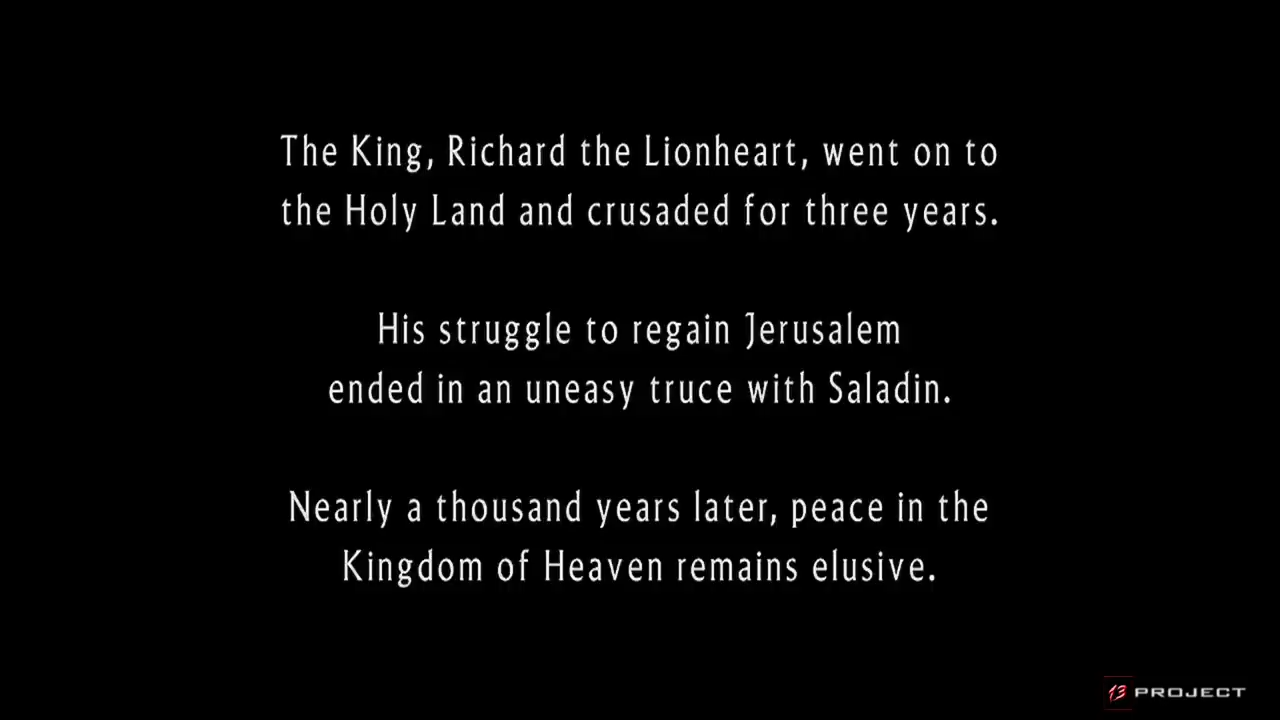 The King, Richard the Lionheart, went on to
the Holy Land and crusaded for three years.
His struggle to regain Jerusalem
ended in an uneasy truce with Saladin.
Nearly a thousand years later, peace in the
Kingdom of Heaven remains elusive.
13 PROJECT